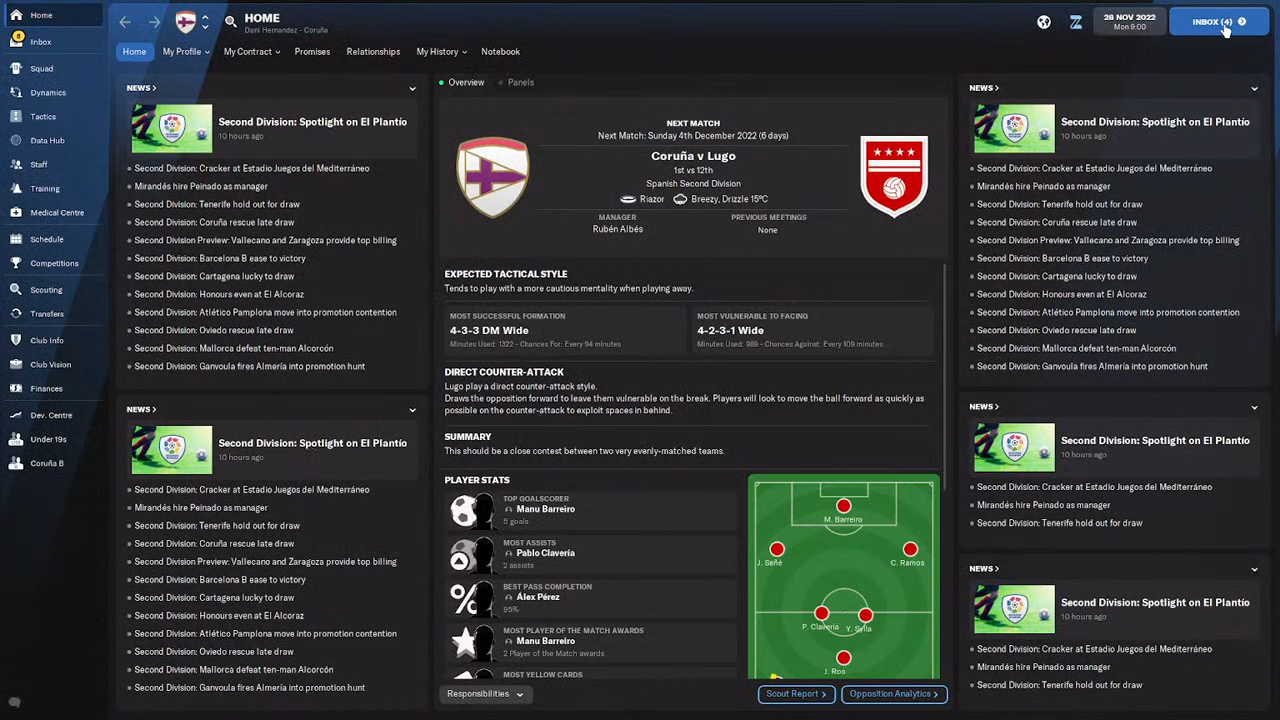 Home
6
Inbox
Squad
Dynamics
Tactics
Data Hub
Staff
Training
Medical Centre
Schedule
Competitions
Scouting
Transfers
Club Info
Club Vision
Finances
Dev. Centre
Under 19s
Coruña B
HOME
Dani Hernandez - Coruña
28 NOV 2022
Mon 9:00
INBOX (4)
Home
My Profile
My Contract
Promises
Relationships
My History
Notebook
NEWS >
Second Division: Spotlight on El Plantío
10 hours ago
Second Division: Cracker at Estadio Juegos del Mediterráneo
Mirandés hire Peinado as manager
Second Division: Tenerife hold out for draw
Second Division: Coruña rescue late draw
Second Division Preview: Vallecano and Zaragoza provide top billing
Second Division: Barcelona B ease to victory
Second Division: Cartagena lucky to draw
Second Division: Honours even at El Alcoraz
Second Division: Atlético Pamplona move into promotion contention
Second Division: Oviedo rescue late draw
Second Division: Mallorca defeat ten-man Alcorcón
Second Division: Ganvoula fires Almería into promotion hunt
NEWS >
Second Division: Spotlight on El Plantío
10 hours ago
Second Division: Cracker at Estadio Juegos del Mediterráneo
Mirandés hire Peinado as manager
Second Division: Tenerife hold out for draw
Second Division: Coruña rescue late draw
Second Division Preview: Vallecano and Zaragoza provide top billing
Second Division: Barcelona B ease to victory
Second Division: Cartagena lucky to draw
Second Division: Honours even at El Alcoraz
Second Division: Atlético Pamplona move into promotion contention
Second Division: Oviedo rescue late draw
Second Division: Mallorca defeat ten-man Alcorcón
Second Division: Ganvoula fires Almería into promotion hunt
Overview
Panels
NEXT MATCH
Next Match: Sunday 4th December 2022 (6 days)
Coruña v Lugo
1st vs 12th
Spanish Second Division
Riazor
Breezy, Drizzle 15ºC
MANAGER
Rubén Albés
PREVIOUS MEETINGS
None
EXPECTED TACTICAL STYLE
Tends to play with a more cautious mentality when playing away.
MOST SUCCESSFUL FORMATION
4-3-3 DM Wide
Minutes Used: 1322 - Chances For: Every 94 minutes
MOST VULNERABLE TO FACING
4-2-3-1 Wide
Minutes Used: 989 - Chances Against: Every 109 minutes
DIRECT COUNTER-ATTACK
Lugo play a direct counter-attack style.
Draws the opposition forward to leave them vulnerable on the break. Players will look to move the ball forward as quickly as
possible on the counter-attack to exploit spaces in behind.
SUMMARY
This should be a close contest between two very evenly-matched teams.
PLAYER STATS
TOP GOALSCORER
Manu Barreiro
5 goals
MOST ASSISTS
Pablo Clavería
2 assists
BEST PASS COMPLETION
Álex Pérez
95%
MOST PLAYER OF THE MATCH AWARDS
Manu Barreiro
2 Player of the Match awards
MOST YELLOW CARDS
M. Barreiro
J. Señé
C. Ramos
P. Clavería
Y. Sylla
J. Ros
Responsibilities
Scout Report >
Opposition Analytics >
NEWS >
Second Division: Spotlight on El Plantío
10 hours ago
Second Division: Cracker at Estadio Juegos del Mediterráneo
Mirandés hire Peinado as manager
Second Division: Tenerife hold out for draw
Second Division: Coruña rescue late draw
Second Division Preview: Vallecano and Zaragoza provide top billing
Second Division: Barcelona B ease to victory
Second Division: Cartagena lucky to draw
Second Division: Honours even at El Alcoraz
Second Division: Atlético Pamplona move into promotion contention
Second Division: Oviedo rescue late draw
Second Division: Mallorca defeat ten-man Alcorcón
Second Division: Ganvoula fires Almería into promotion hunt
NEWS >
Second Division: Spotlight on El Plantío
10 hours ago
Second Division: Cracker at Estadio Juegos del Mediterráneo
Mirandés hire Peinado as manager
Second Division: Tenerife hold out for draw
NEWS >
Second Division: Spotlight on El Plantío
10 hours ago
Second Division: Cracker at Estadio Juegos del Mediterráneo
Mirandés hire Peinado as manager
Second Division: Tenerife hold out for draw